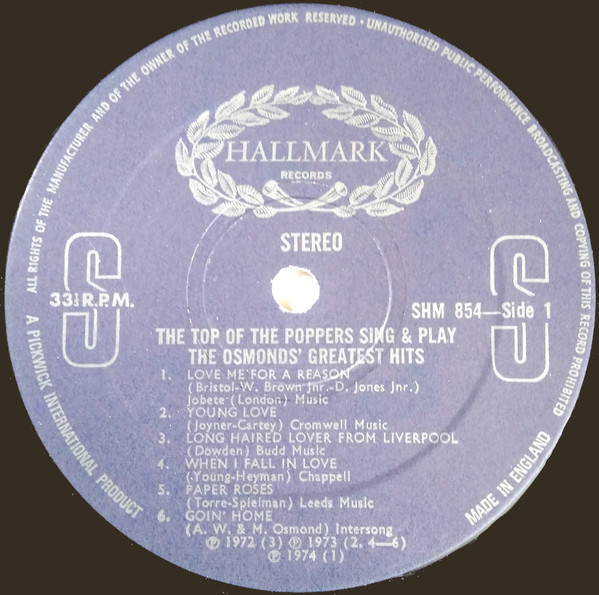 ALL RIGHTS OF THE MANUFACTURER AND OF THE OWNER OF THE RECORDED WORK RESERVED • UNAUTHORISED PUBLIC PERFORMANCE BROADCASTING AND COPYING OF THIS RECORD PROHIBITED
HALLMARK
RECORDS
STEREO
S
S
33⅓ R.P.M.
SHM 854—Side 1
THE TOP OF THE POPPERS SING & PLAY
THE OSMONDS' GREATEST HITS
1. LOVE ME FOR A REASON
(Bristol-W. Brown Jnr.-D. Jones Jnr.)
Jobete (London) Music
2. YOUNG LOVE
(Joyner-Cartey) Cromwell Music
3. LONG HAIRED LOVER FROM LIVERPOOL
(Dowden) Budd Music
4. WHEN I FALL IN LOVE
(Young-Heyman) Chappell
5. PAPER ROSES
(Torre-Spielman) Leeds Music
6. GOIN' HOME
(A. W. & M. Osmond) Intersong
℗ 1972 (3) ℗ 1973 (2, 4—6)
℗ 1974 (1)
A PICKWICK INTERNATIONAL PRODUCT
MADE IN ENGLAND